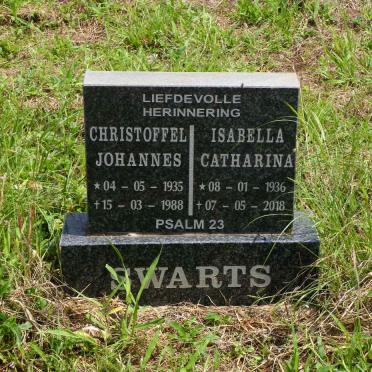 LIEFDEVOLLE
HERINNERING
CHRISTOFFEL
JOHANNES
★04 - 05 - 1935
†15 - 03 - 1988
ISABELLA
CATHARINA
★08 - 01 - 1936
†07 - 05 - 2018
PSALM 23
SWARTS